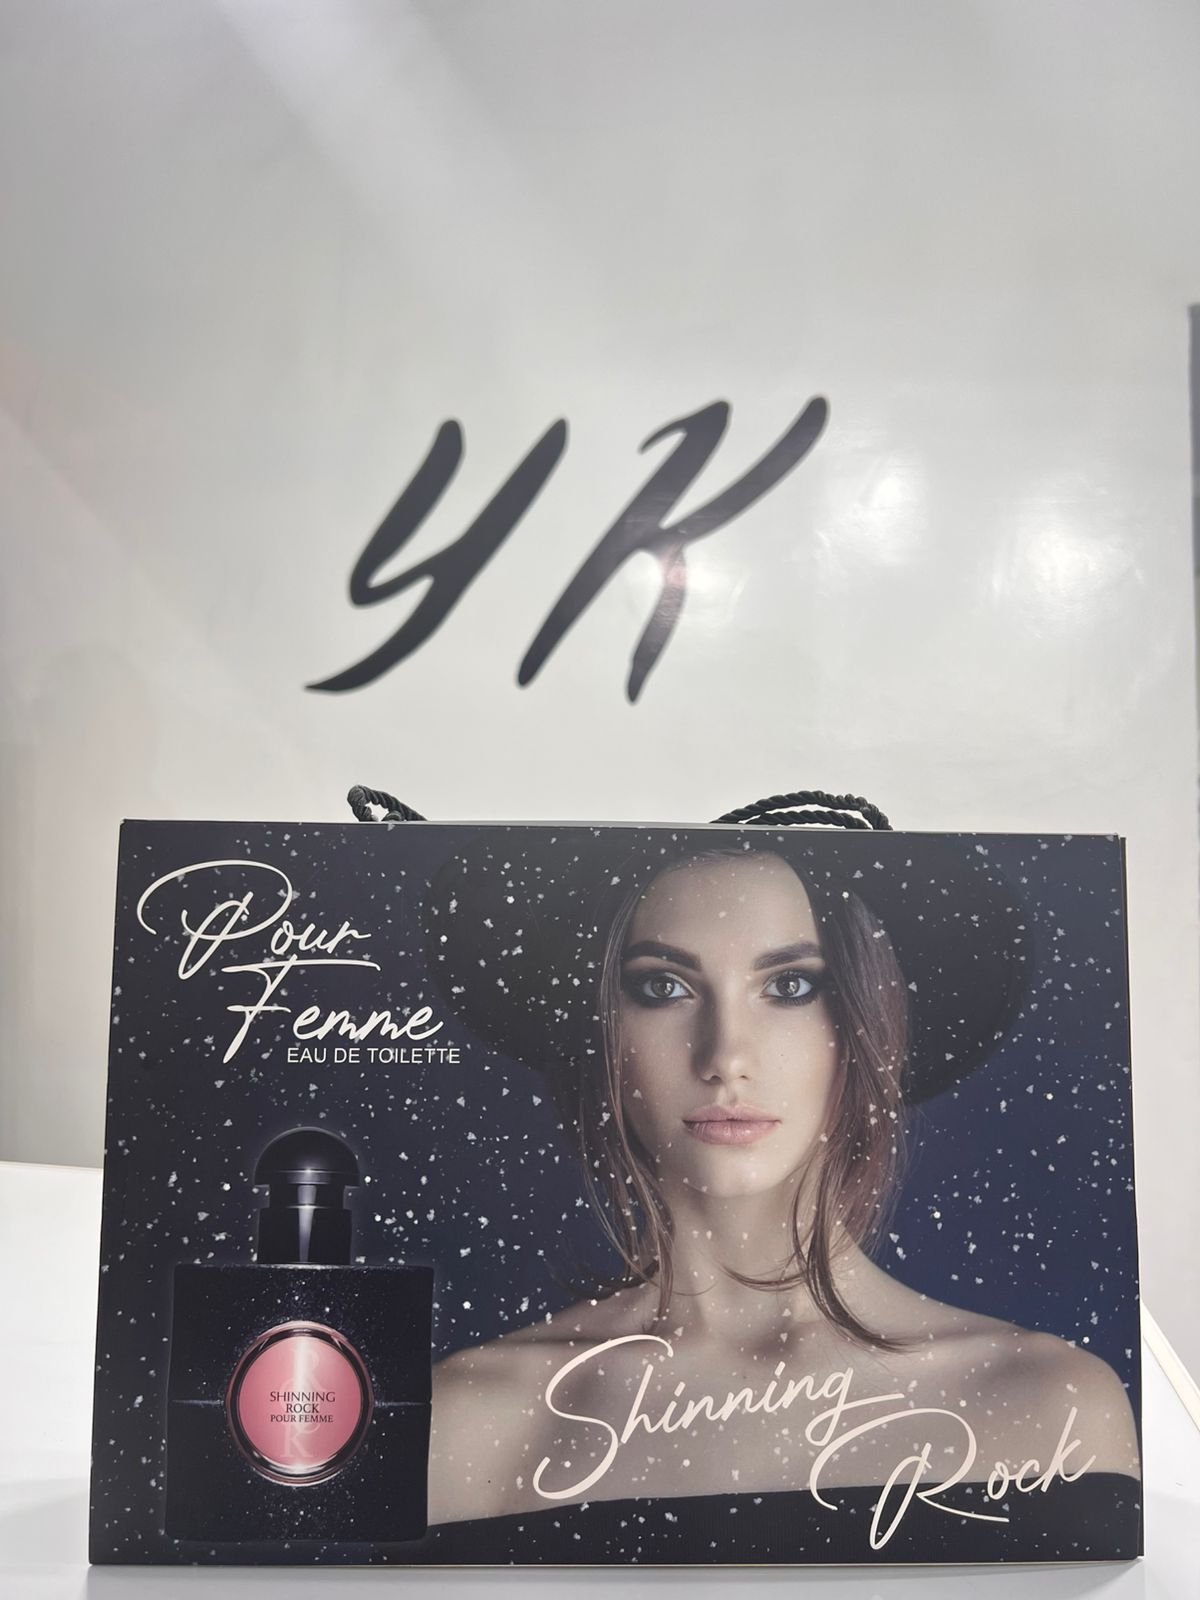 YK
Pour
Femme
EAU DE TOILETTE
SHINNING
ROCK
POUR FEMME
Shinning
Rock